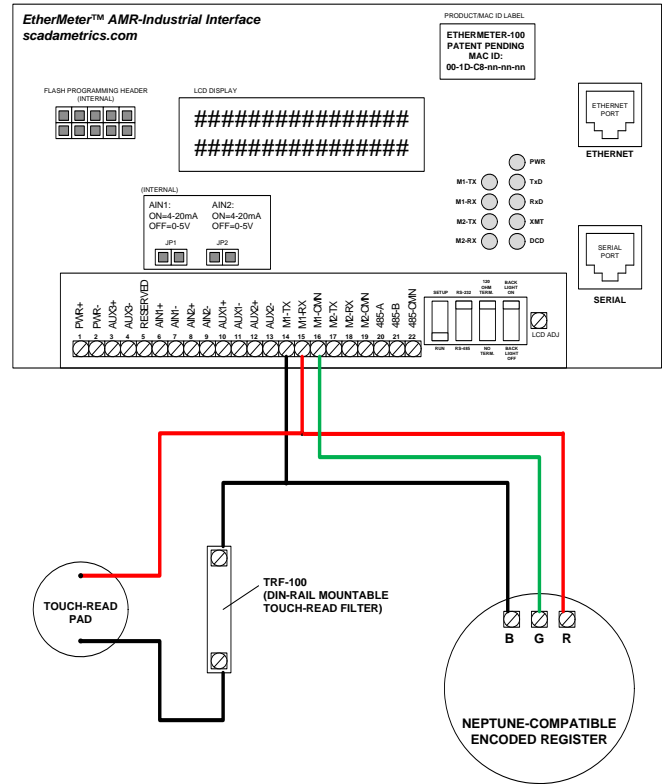 EtherMeter™ AMR-Industrial Interface
scadametrics.com
PRODUCT/MAC ID LABEL
ETHERMETER-100
PATENT PENDING
MAC ID:
00-1D-C8-nn-nn-nn
FLASH PROGRAMMING HEADER
(INTERNAL)
LCD DISPLAY
################
################
ETHERNET
PORT
ETHERNET
PWR
M1-TX TxD
M1-RX RxD
M2-TX XMT
M2-RX DCD
(INTERNAL)
AIN1: AIN2:
ON=4-20mA ON=4-20mA
OFF=0-5V OFF=0-5V
JP1 JP2
SERIAL
PORT
SERIAL
PWR+ PWR- AUX3+ AUX3- RESERVED AIN1+ AIN1- AIN2+ AIN2- AUX1+ AUX1- AUX2+ AUX2- M1-TX M1-RX M1-CMN M2-TX M2-RX M2-CMN 485-A 485-B 485-CMN
1 2 3 4 5 6 7 8 9 10 11 12 13 14 15 16 17 18 19 20 21 22
SETUP RS-232 120 OHM TERM. BACK LIGHT ON
RUN RS-485 NO TERM. BACK LIGHT OFF
LCD ADJ
TRF-100
(DIN-RAIL MOUNTABLE
TOUCH-READ FILTER)
TOUCH-READ
PAD
B G R
NEPTUNE-COMPATIBLE
ENCODED REGISTER